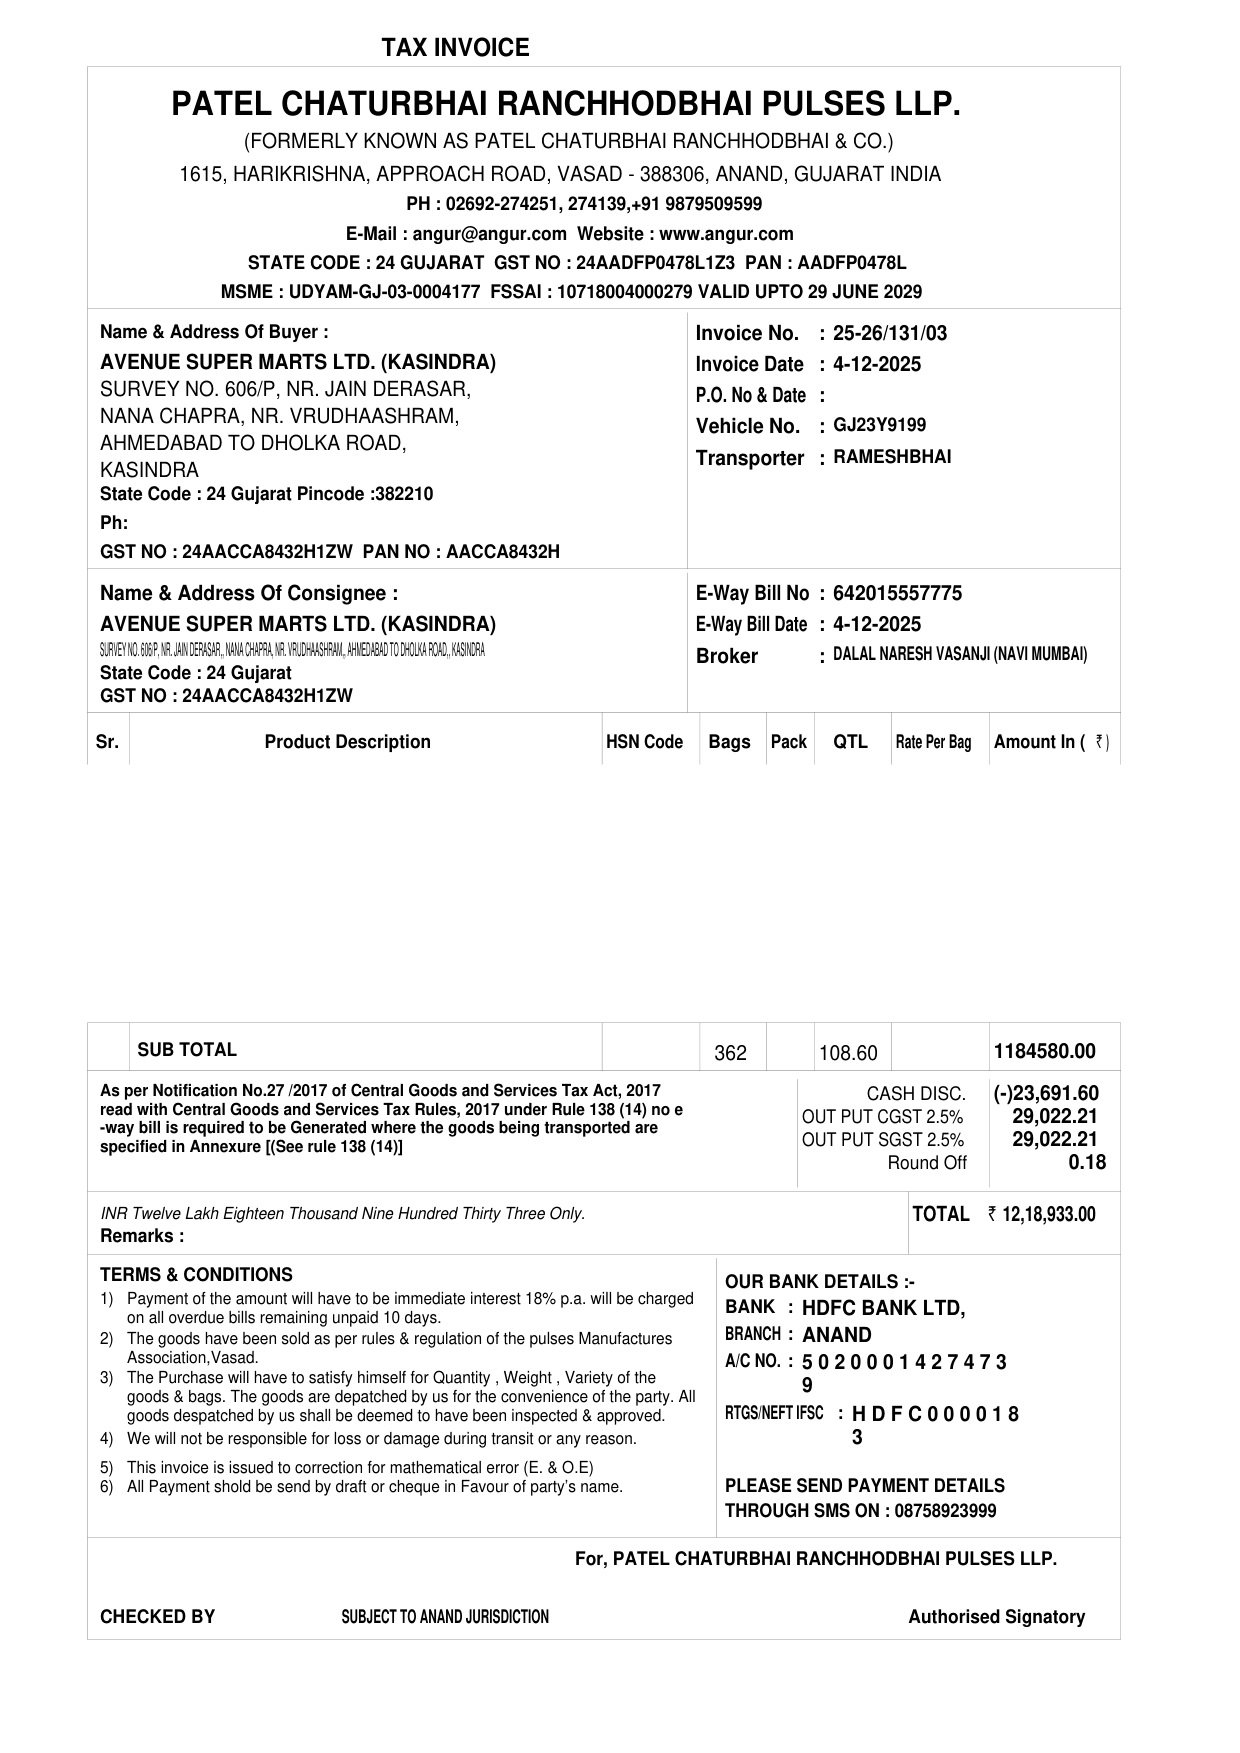 TAX INVOICE
PATEL CHATURBHAI RANCHHODBHAI PULSES LLP.
(FORMERLY KNOWN AS PATEL CHATURBHAI RANCHHODBHAI & CO.)
1615, HARIKRISHNA, APPROACH ROAD, VASAD - 388306, ANAND, GUJARAT INDIA
PH : 02692-274251, 274139,+91 9879509599
E-Mail : angur@angur.com  Website : www.angur.com
STATE CODE : 24 GUJARAT  GST NO : 24AADFP0478L1Z3  PAN : AADFP0478L
MSME : UDYAM-GJ-03-0004177  FSSAI : 10718004000279 VALID UPTO 29 JUNE 2029
Name & Address Of Buyer :
AVENUE SUPER MARTS LTD. (KASINDRA)
SURVEY NO. 606/P, NR. JAIN DERASAR,
NANA CHAPRA, NR. VRUDHAASHRAM,
AHMEDABAD TO DHOLKA ROAD,
KASINDRA
State Code : 24 Gujarat Pincode :382210
Ph:
GST NO : 24AACCA8432H1ZW  PAN NO : AACCA8432H
Invoice No. : 25-26/131/03
Invoice Date : 4-12-2025
P.O. No & Date :
Vehicle No. : GJ23Y9199
Transporter : RAMESHBHAI
Name & Address Of Consignee :
AVENUE SUPER MARTS LTD. (KASINDRA)
SURVEY NO. 606/P, NR. JAIN DERASAR,, NANA CHAPRA, NR. VRUDHAASHRAM,, AHMEDABAD TO DHOLKA ROAD,, KASINDRA
State Code : 24 Gujarat
GST NO : 24AACCA8432H1ZW
E-Way Bill No : 642015557775
E-Way Bill Date : 4-12-2025
Broker : DALAL NARESH VASANJI (NAVI MUMBAI)
Sr. Product Description HSN Code Bags Pack QTL Rate Per Bag Amount In ( ₹ )
SUB TOTAL 362 108.60 1184580.00
As per Notification No.27 /2017 of Central Goods and Services Tax Act, 2017
read with Central Goods and Services Tax Rules, 2017 under Rule 138 (14) no e
-way bill is required to be Generated where the goods being transported are
specified in Annexure [(See rule 138 (14)]
CASH DISC. (-)23,691.60
OUT PUT CGST 2.5% 29,022.21
OUT PUT SGST 2.5% 29,022.21
Round Off 0.18
INR Twelve Lakh Eighteen Thousand Nine Hundred Thirty Three Only.
Remarks :
TOTAL ₹ 12,18,933.00
TERMS & CONDITIONS
1) Payment of the amount will have to be immediate interest 18% p.a. will be charged
on all overdue bills remaining unpaid 10 days.
2) The goods have been sold as per rules & regulation of the pulses Manufactures
Association,Vasad.
3) The Purchase will have to satisfy himself for Quantity , Weight , Variety of the
goods & bags. The goods are depatched by us for the convenience of the party. All
goods despatched by us shall be deemed to have been inspected & approved.
4) We will not be responsible for loss or damage during transit or any reason.
5) This invoice is issued to correction for mathematical error (E. & O.E)
6) All Payment shold be send by draft or cheque in Favour of party's name.
OUR BANK DETAILS :-
BANK : HDFC BANK LTD,
BRANCH : ANAND
A/C NO. : 5 0 2 0 0 0 1 4 2 7 4 7 3
9
RTGS/NEFT IFSC : H D F C 0 0 0 0 1 8
3
PLEASE SEND PAYMENT DETAILS
THROUGH SMS ON : 08758923999
For, PATEL CHATURBHAI RANCHHODBHAI PULSES LLP.
CHECKED BY SUBJECT TO ANAND JURISDICTION Authorised Signatory